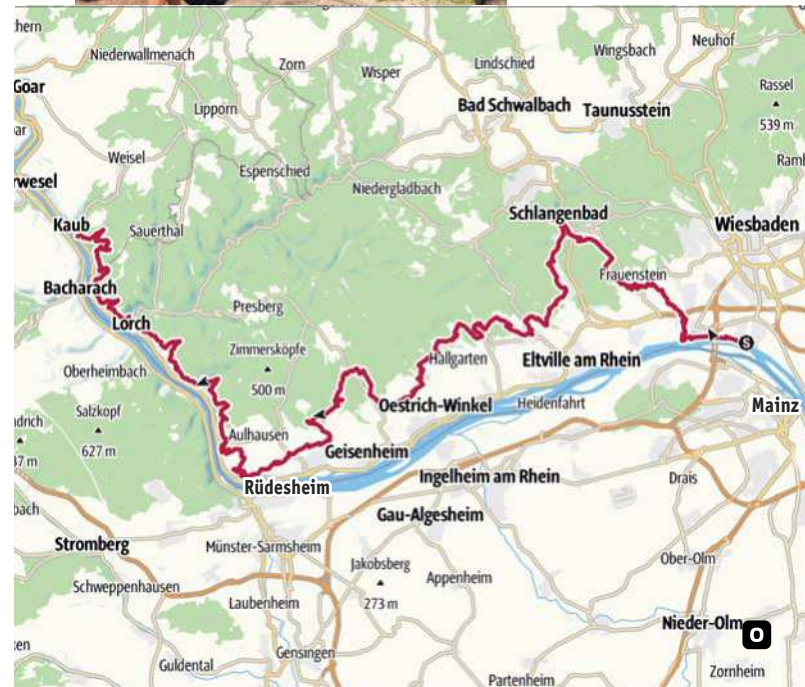 Niederwallmenach
Zorn
Wisper
Lindschied
Wingsbach
Neuhof
Goar
Lipporn
Bad Schwalbach
Taunusstein
Rassel
539 m
Weisel
Espenschied
Niedergladbach
rwesel
Kaub
Sauerthal
Schlangenbad
Wiesbaden
Bacharach
Frauenstein
Lorch
Presberg
S
Oberheimbach
Zimmersköpfe
500 m
Hallgarten
Eltville am Rhein
Salzkopf
627 m
Aulhausen
Oestrich-Winkel
Heidenfahrt
Mainz
Geisenheim
Rüdesheim
Ingelheim am Rhein
Drais
Gau-Algesheim
Stromberg
Münster-Sarmsheim
Jakobsberg
273 m
Appenheim
Ober-Olm
Schweppenhausen
Laubenheim
Nieder-Olm
O
Gensingen
Guldental
Partenheim
Zornheim